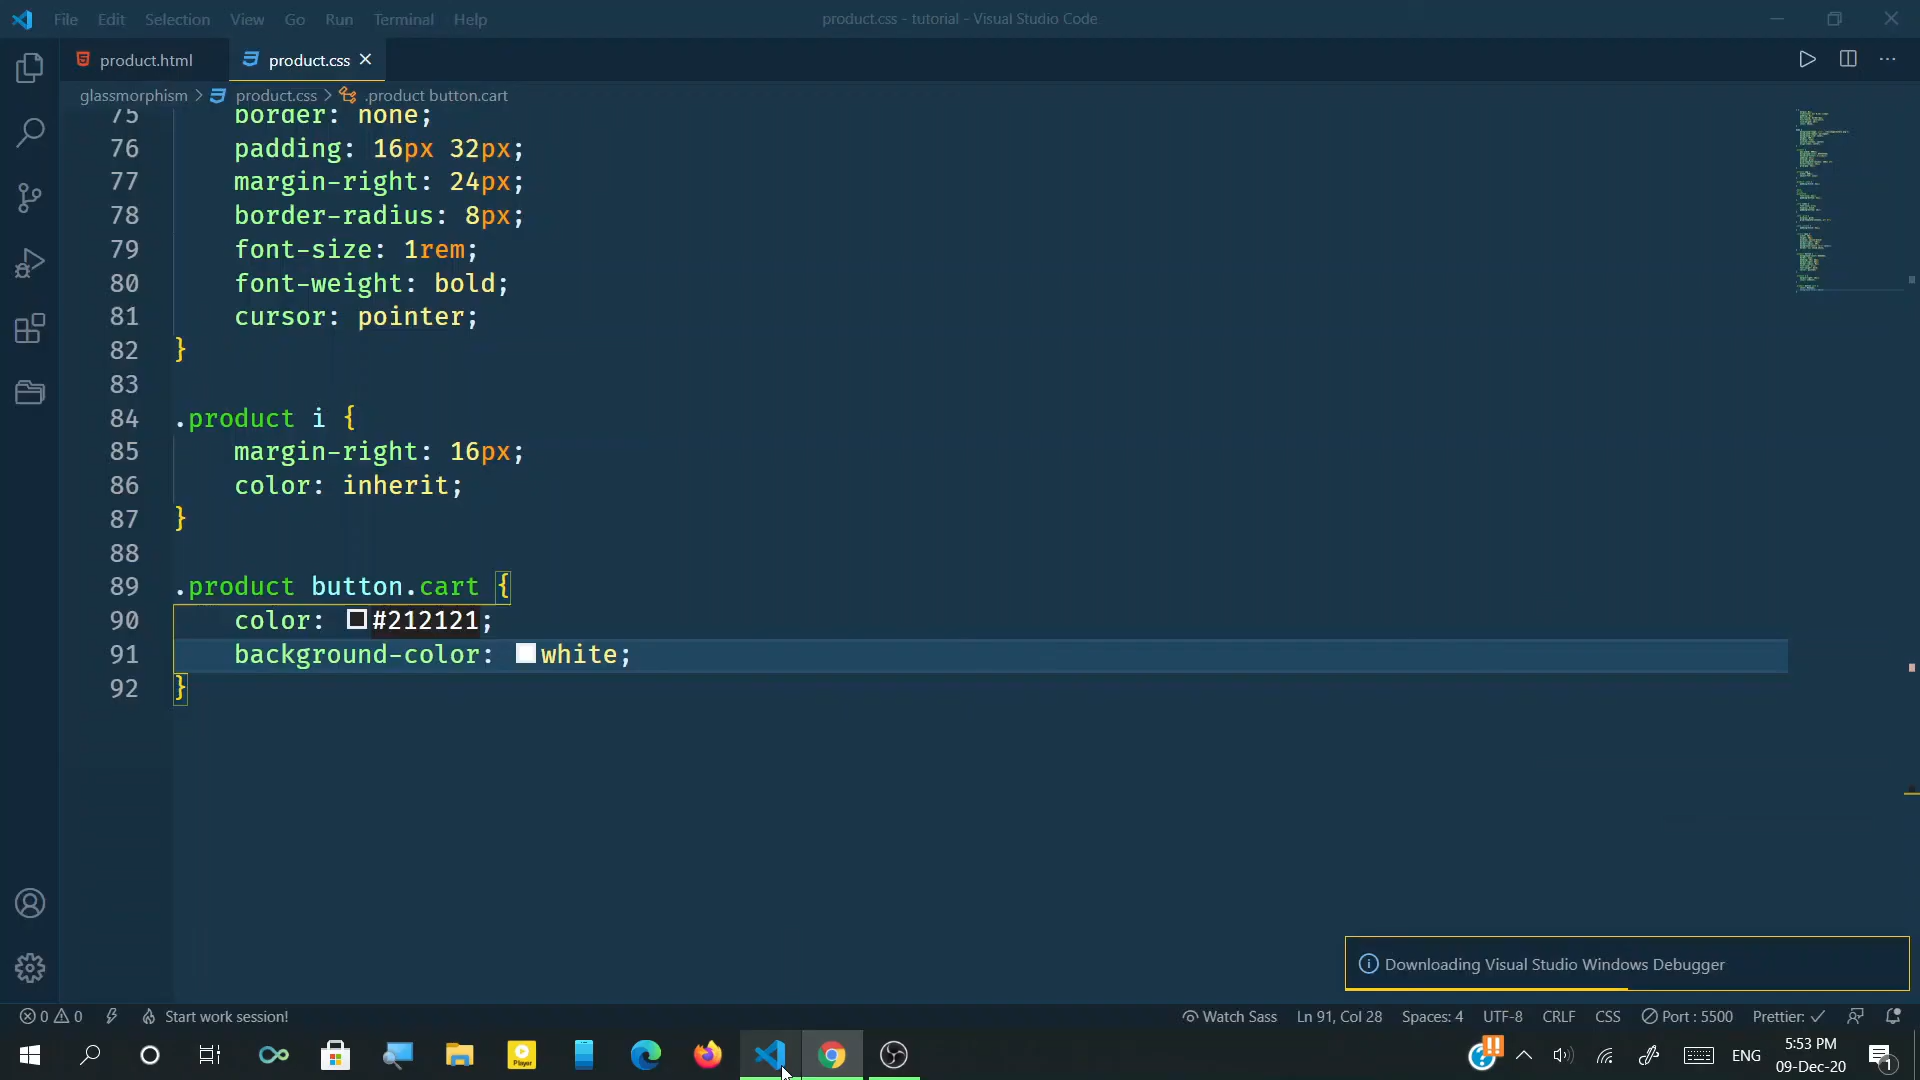 File Edit Selection View Go Run Terminal Help
product.css - tutorial - Visual Studio Code
product.html
product.css
glassmorphism > product.css > .product button.cart
75 border: none;
76 padding: 16px 32px;
77 margin-right: 24px;
78 border-radius: 8px;
79 font-size: 1rem;
80 font-weight: bold;
81 cursor: pointer;
82 }
83
84 .product i {
85 margin-right: 16px;
86 color: inherit;
87 }
88
89 .product button.cart {
90 color: #212121;
91 background-color: white;
92 }
Downloading Visual Studio Windows Debugger
0 0 Start work session! Watch Sass Ln 91, Col 28 Spaces: 4 UTF-8 CRLF CSS Port : 5500 Prettier: ✓
Player
ENG
5:53 PM
09-Dec-20
1